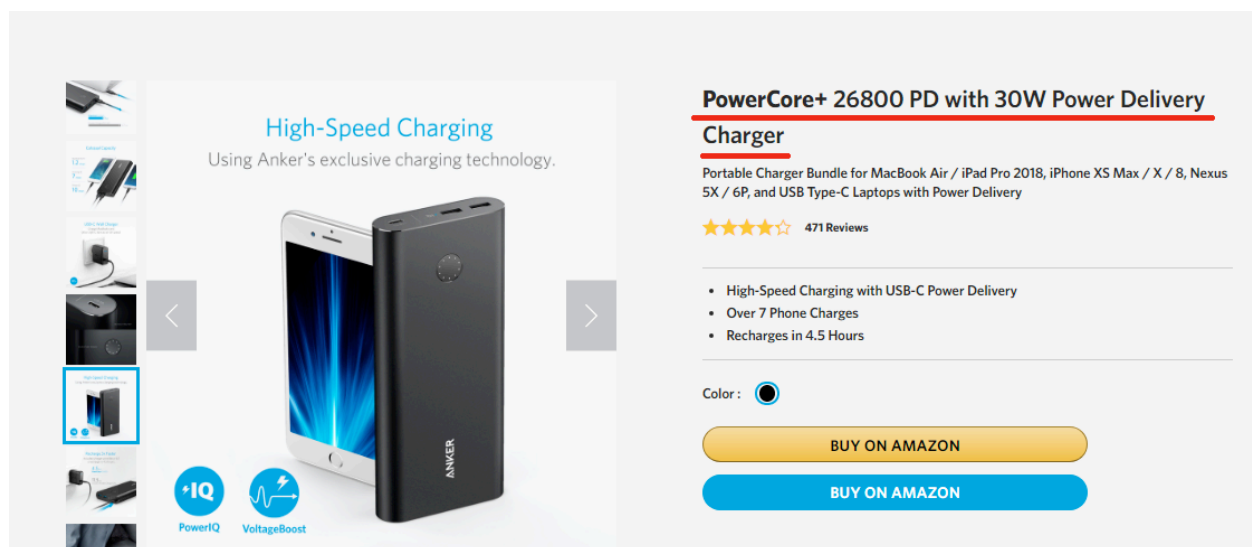 High-Speed Charging
Using Anker's exclusive charging technology.
ANKER
IQ
PowerIQ
VoltageBoost
PowerCore+ 26800 PD with 30W Power Delivery
Charger
Portable Charger Bundle for MacBook Air / iPad Pro 2018, iPhone XS Max / X / 8, Nexus
5X / 6P, and USB Type-C Laptops with Power Delivery
471 Reviews
High-Speed Charging with USB-C Power Delivery
Over 7 Phone Charges
Recharges in 4.5 Hours
Color :
BUY ON AMAZON
BUY ON AMAZON